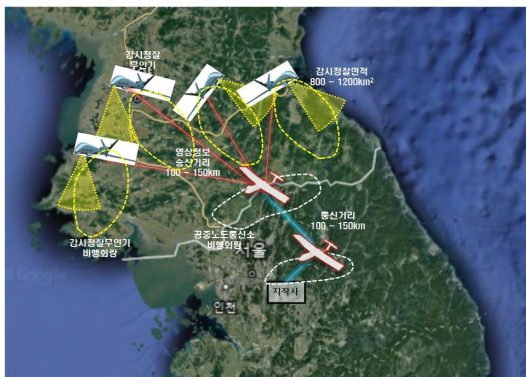 감시정찰
무인기
감시정찰면적
800 ~ 1200km²
영상정보
송신거리
100 ~ 150km
통신거리
100 ~ 150km
감시정찰무인기
비행회랑
공중노드통신소
비행회랑
서울
지작사
인천
Google